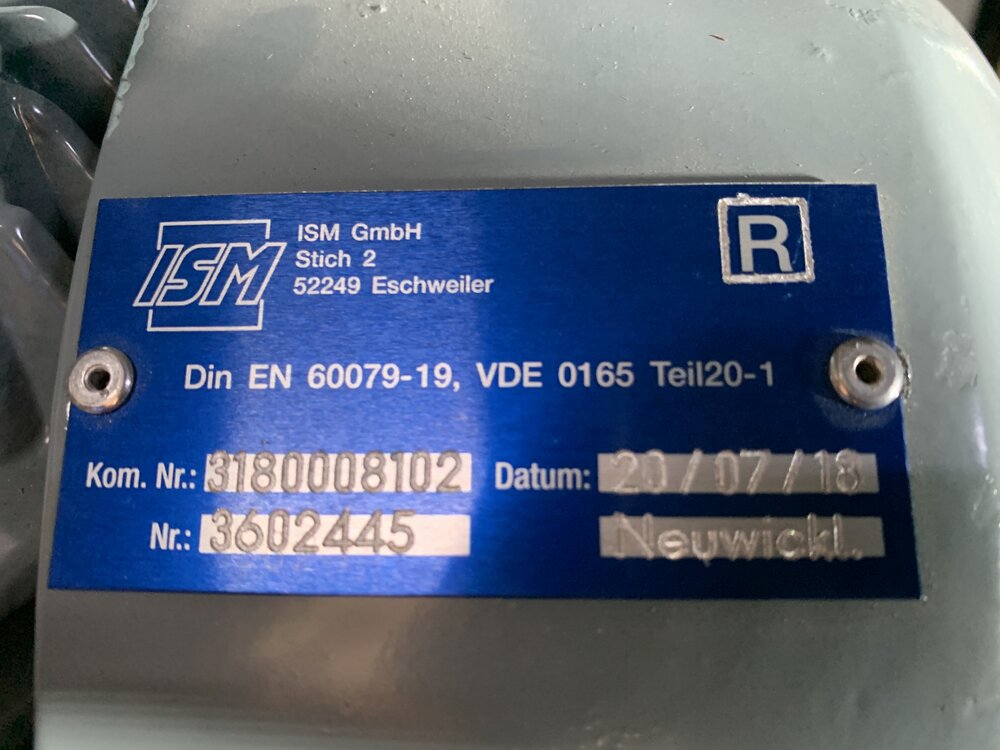 ISM
ISM GmbH
Stich 2
52249 Eschweiler
R
Din EN 60079-19, VDE 0165 Teil20-1
Kom. Nr.: 3180008102 Datum: 20/07/18
Nr.: 3602445 Neuwickl.